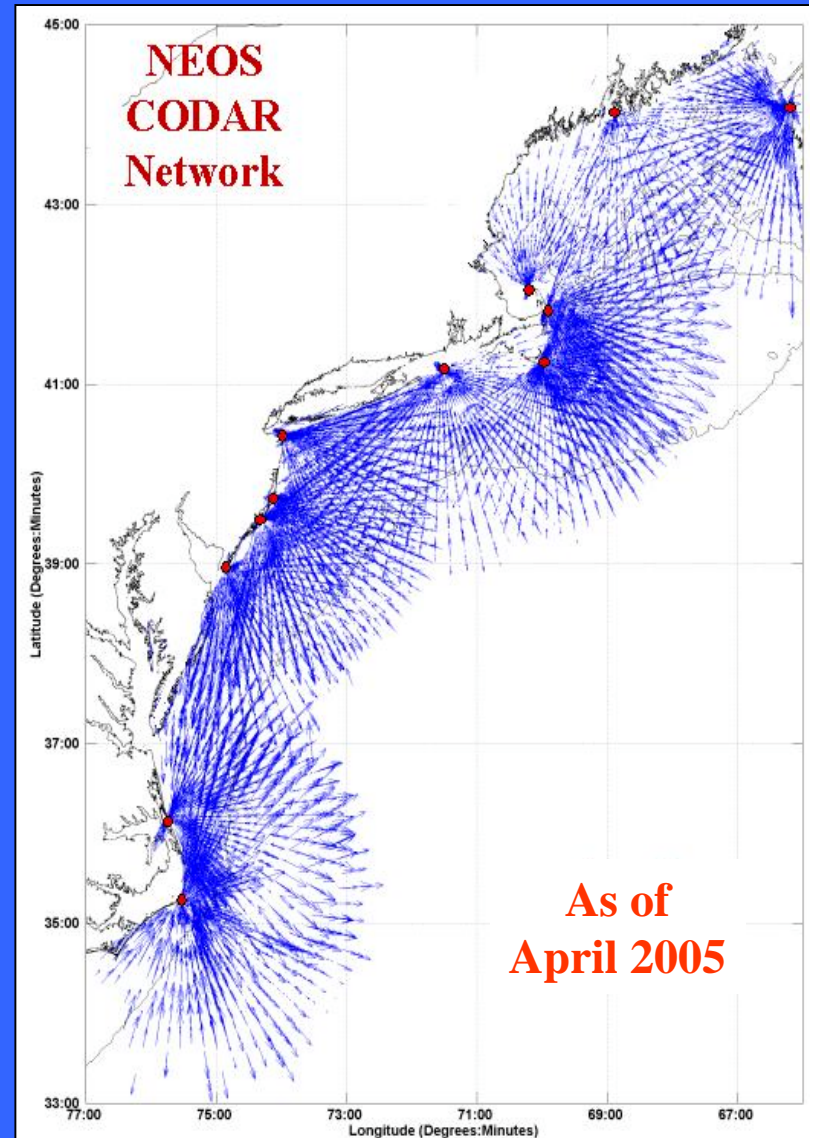 NEOS
CODAR
Network
45:00
43:00
41:00
39:00
37:00
35:00
33:00
Latitude (Degrees:Minutes)
As of
April 2005
77:00 75:00 73:00 71:00 69:00 67:00
Longitude (Degrees:Minutes)